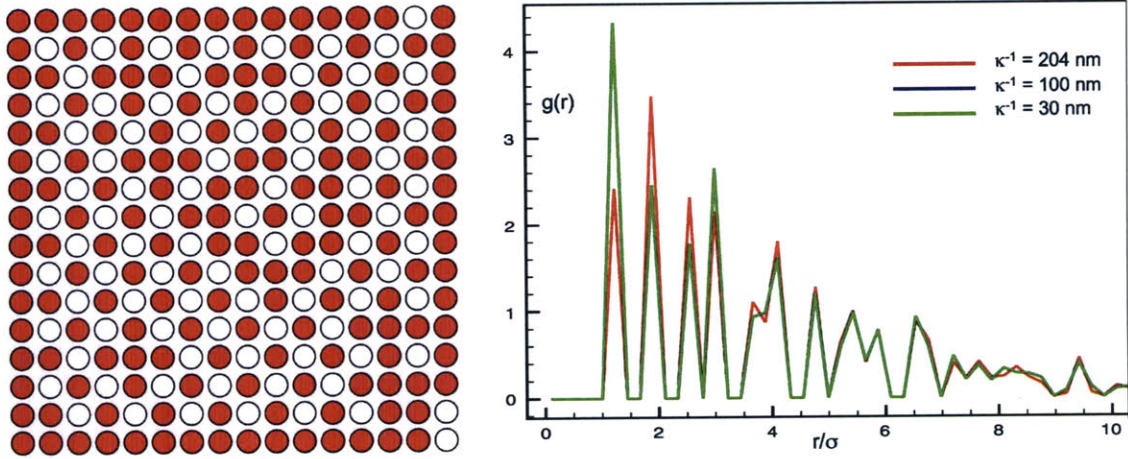 4
3
2
1
0
g(r)
κ⁻¹ = 204 nm
κ⁻¹ = 100 nm
κ⁻¹ = 30 nm
0 2 4 6 8 10
r/σ